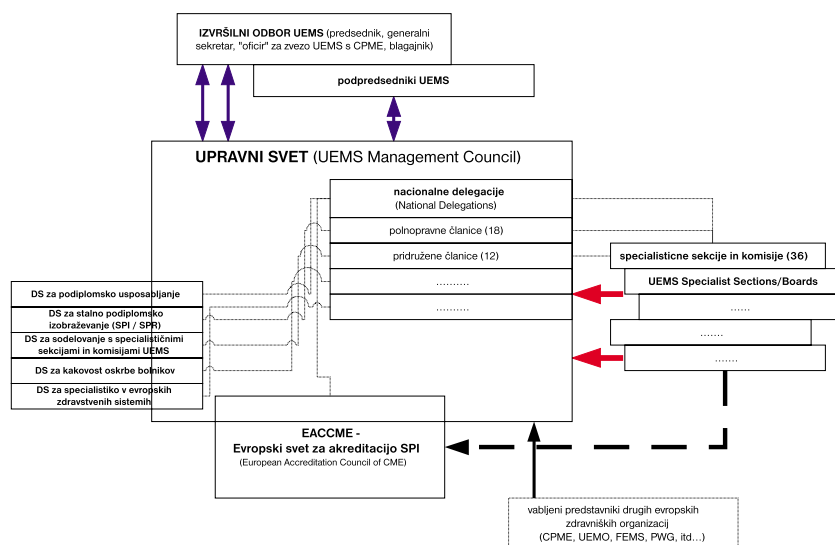 IZVRŠILNI ODBOR UEMS (predsednik, generalni
sekretar, "oficir" za zvezo UEMS s CPME, blagajnik)
podpredsedniki UEMS
UPRAVNI SVET (UEMS Management Council)
nacionalne delegacije
(National Delegations)
polnopravne članice (18)
pridružene članice (12)
..........
..........
specialisticne sekcije in komisije (36)
UEMS Specialist Sections/Boards
......
.......
.......
DS za podiplomsko usposabljanje
DS za stalno podiplomsko
izobraževanje (SPI / SPR)
DS za sodelovanje s specialističnimi
sekcijami in komisijami UEMS
DS za kakovost oskrbe bolnikov
DS za specialistiko v evropskih
zdravstvenih sistemih
EACCME -
Evropski svet za akreditacijo SPI
(European Accreditation Council of CME)
vabljeni predstavniki drugih evropskih
zdravniških organizacij
(CPME, UEMO, FEMS, PWG, itd...)